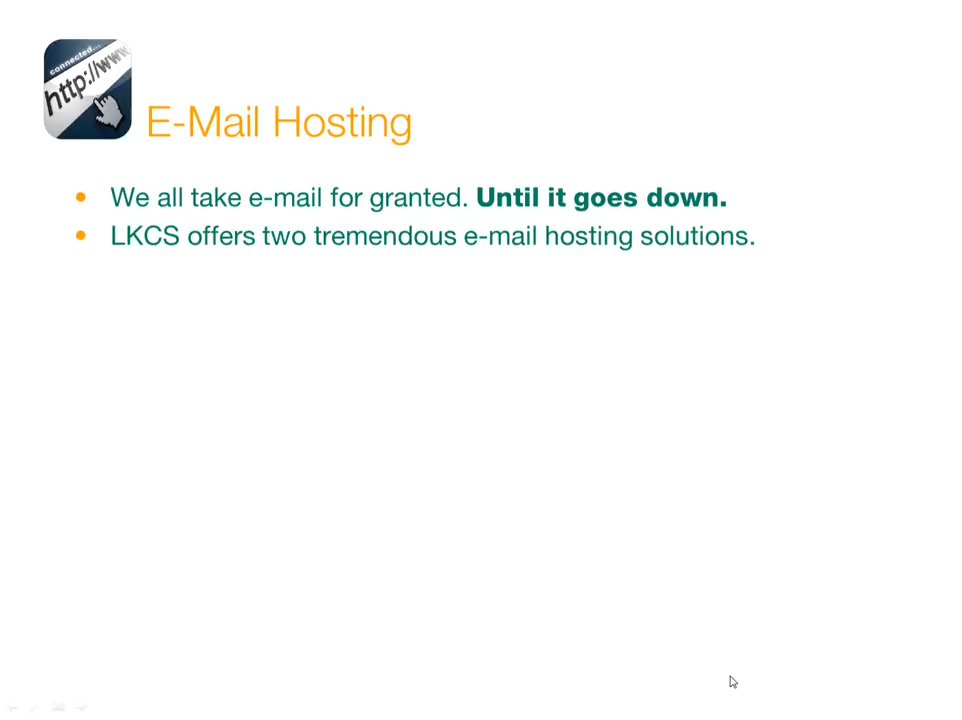 connected...
http://www
E-Mail Hosting
We all take e-mail for granted. Until it goes down.
LKCS offers two tremendous e-mail hosting solutions.